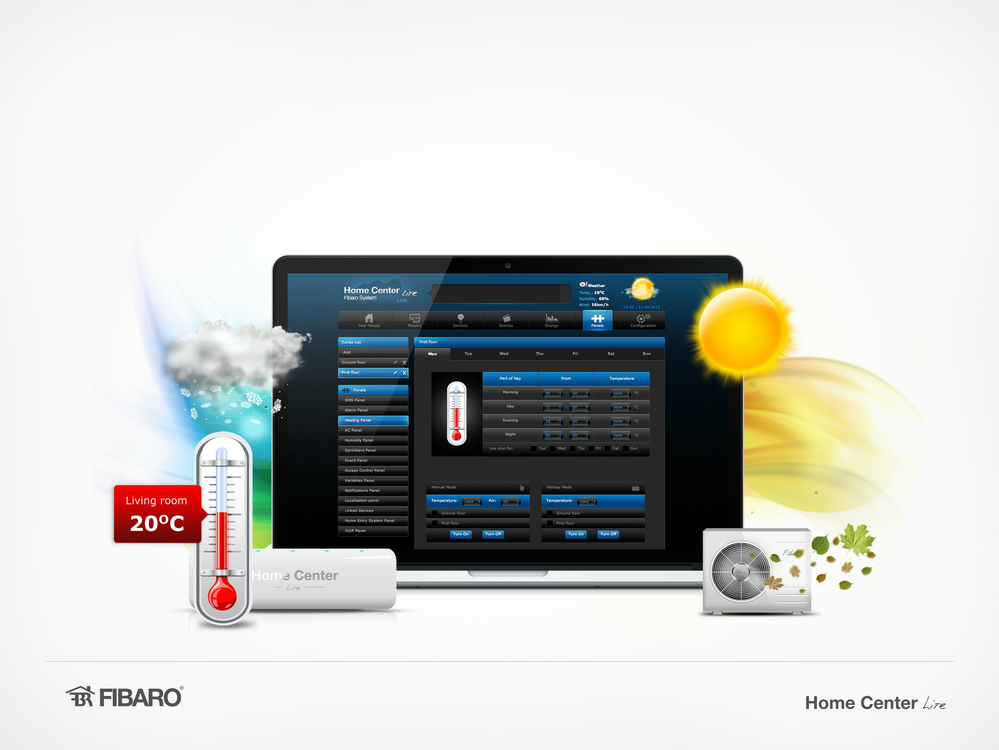 Home Center Lite
Fibaro System
3.558
Y! Weather
Temp.: 18ºC
Humidity: 68%
Wind: 16km/h
13:32 | 11.10.2013
Your House
Rooms
Devices
Scenes
Energy
Panels
Configuration
Zones List
Add
Ground floor
First floor
Panels
SMS Panel
Alarm Panel
Heating Panel
AC Panel
Humidity Panel
Sprinklers Panel
Event Panel
Access Control Panel
Variables Panel
Notifications Panel
Localisation panel
Linked Devices
Home Entry System Panel
VoIP Panel
First floor
Mon Tue Wed Thu Fri Sat Sun
Part of Day From Temperature
Morning 06 : 00 none ºC
Day 12 : 00 none ºC
Evening 18 : 00 none ºC
Night 00 : 00 none ºC
Use also for: Tue Wed Thu Fri Sat Sun
Manual Mode
Temperature: none For: 00
Ground floor
First floor
Turn On Turn Off
Holiday Mode
Temperature: none
Ground floor
First floor
Turn On Turn Off
Living room
20ºC
Home Center
Lite
FIBARO®
Home Center Lite